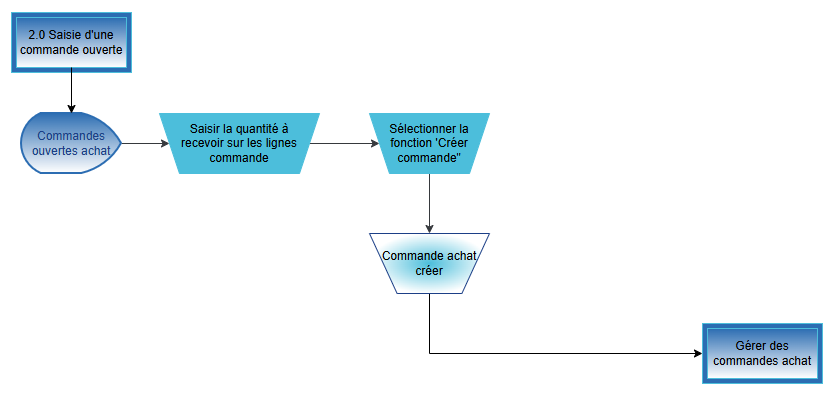 2.0 Saisie d'une
commande ouverte
Commandes
ouvertes achat
Saisir la quantité à
recevoir sur les lignes
commande
Sélectionner la
fonction 'Créer
commande"
Commande achat
créer
Gérer des
commandes achat